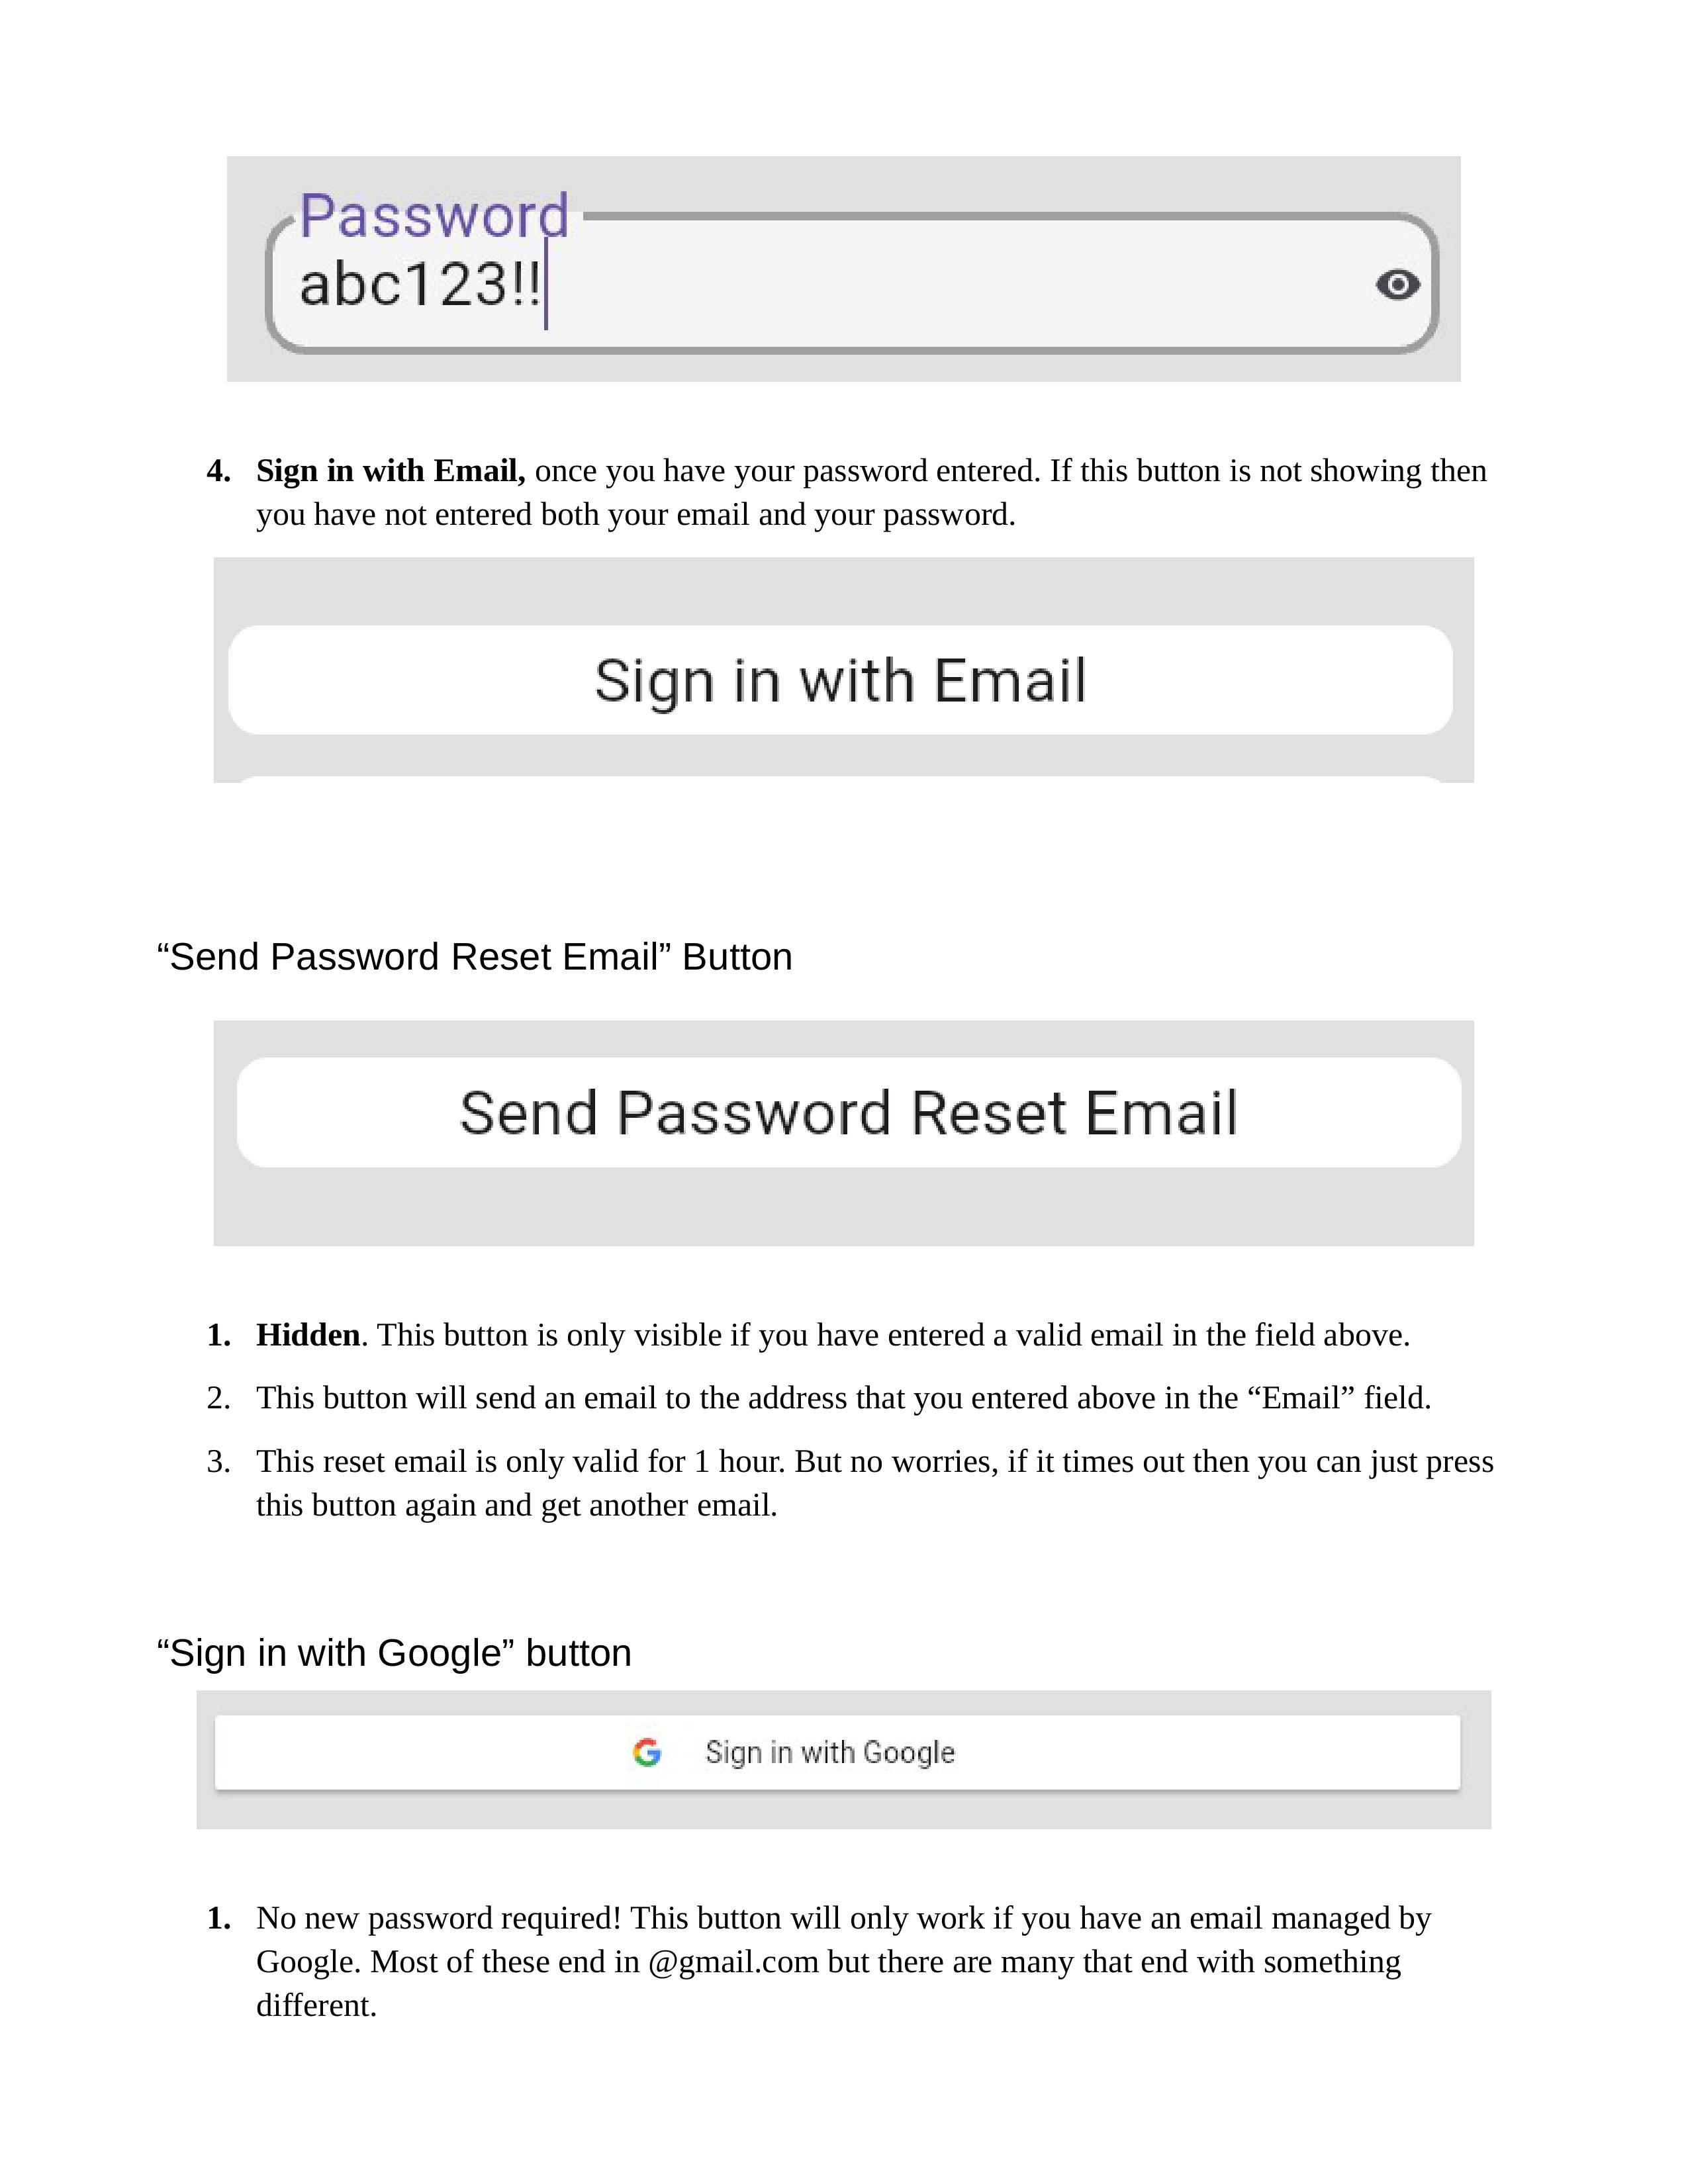 Password
abc123!!
4. Sign in with Email, once you have your password entered. If this button is not showing then
you have not entered both your email and your password.
Sign in with Email
“Send Password Reset Email” Button
Send Password Reset Email
1. Hidden. This button is only visible if you have entered a valid email in the field above.
2. This button will send an email to the address that you entered above in the “Email” field.
3. This reset email is only valid for 1 hour. But no worries, if it times out then you can just press
this button again and get another email.
“Sign in with Google” button
Sign in with Google
1. No new password required! This button will only work if you have an email managed by
Google. Most of these end in @gmail.com but there are many that end with something
different.